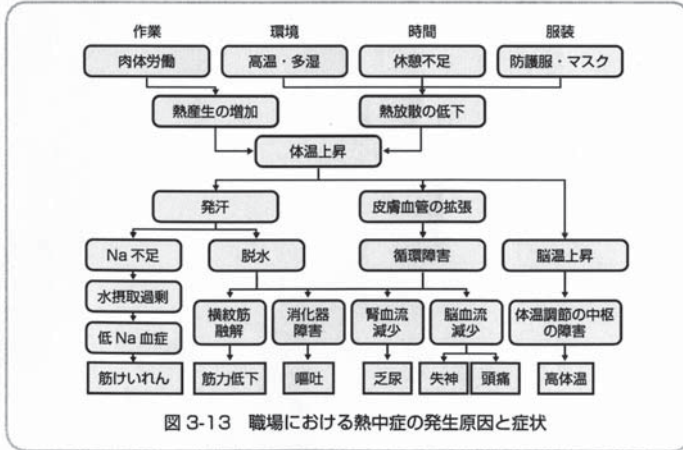 作業 環境 時間 服装
肉体労働 高温・多湿 休憩不足 防護服・マスク
熱産生の増加 熱放散の低下
体温上昇
発汗 皮膚血管の拡張
Na 不足 脱水 循環障害 脳温上昇
水摂取過剰
横紋筋 消化器 腎血流 脳血流 体温調節の中枢
融解 障害 減少 減少 の障害
低 Na 血症
筋けいれん 筋力低下 嘔吐 乏尿 失神 頭痛 高体温
図 3-13 職場における熱中症の発生原因と症状